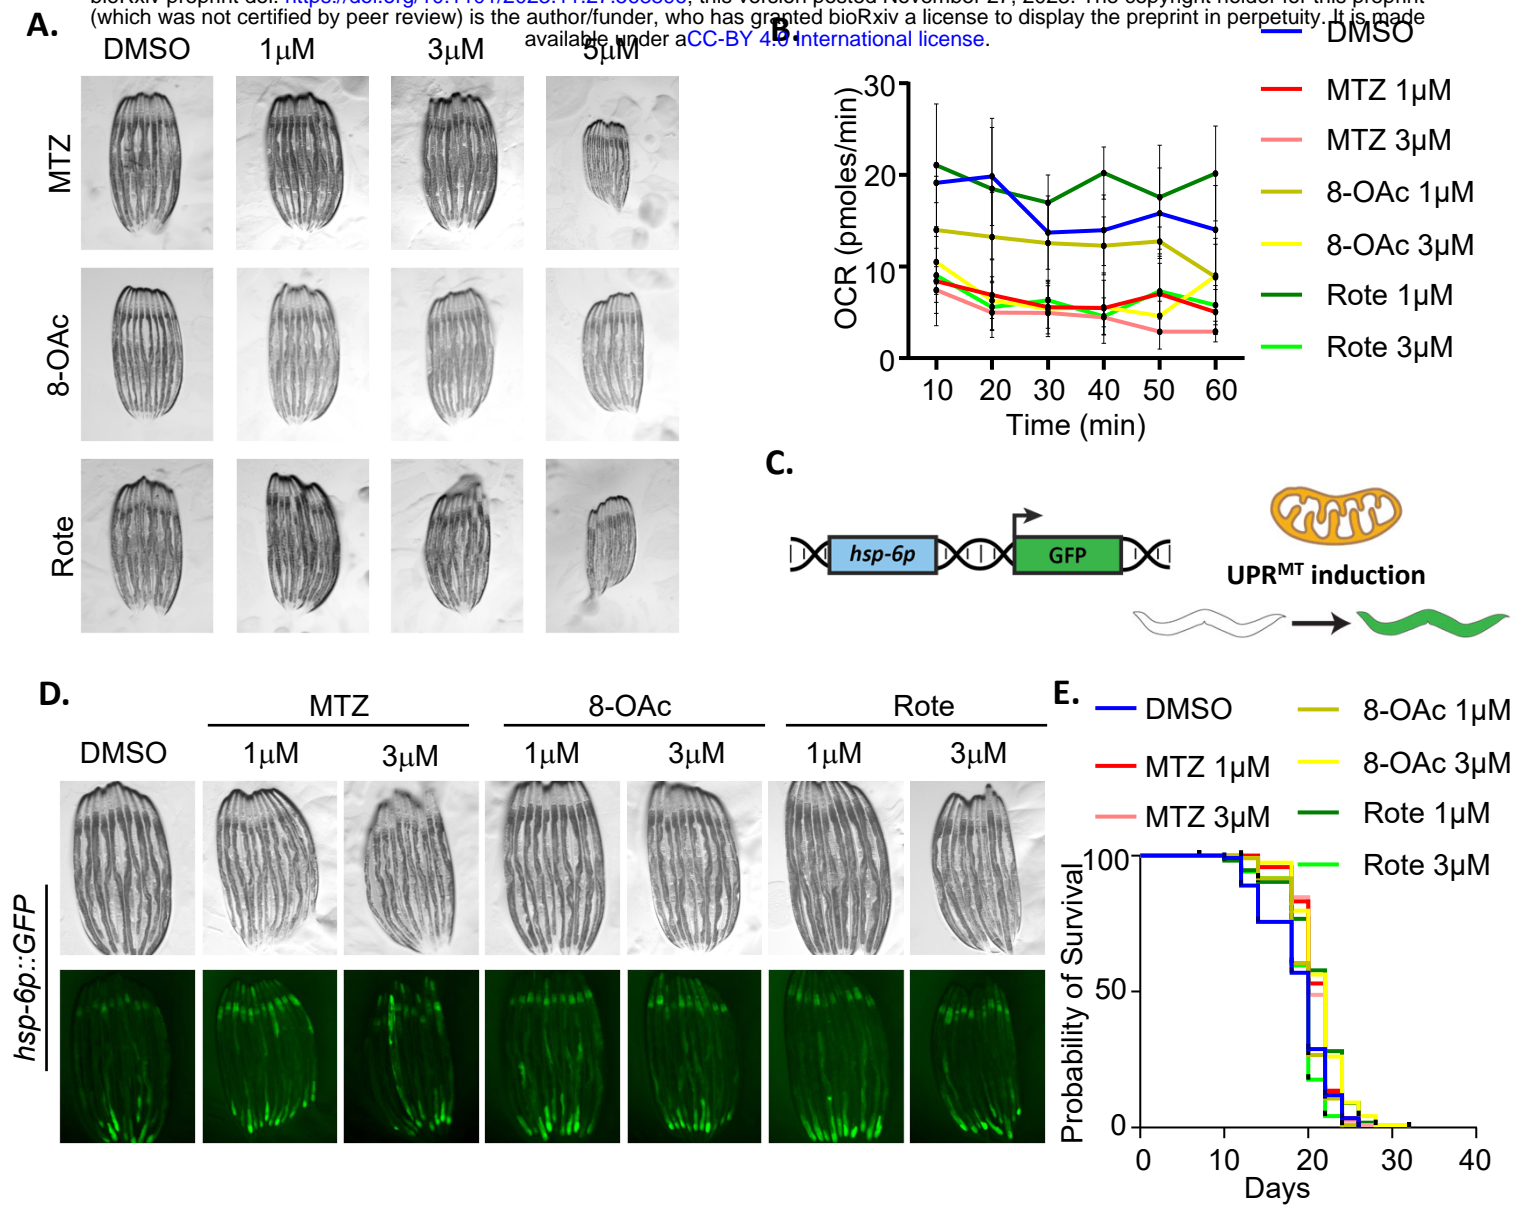 (which was not certified by peer review) is the author/funder, who has granted bioRxiv a license to display the preprint in perpetuity. It is made
available under aCC-BY 4.0 International license.
A.
DMSO 1µM 3µM 5µM
MTZ
8-OAc
Rote
B.
OCR (pmoles/min)
30
20
10
0
10 20 30 40 50 60
Time (min)
DMSO
MTZ 1µM
MTZ 3µM
8-OAc 1µM
8-OAc 3µM
Rote 1µM
Rote 3µM
C.
hsp-6p GFP
UPRMT induction
D.
MTZ 8-OAc Rote
DMSO 1µM 3µM 1µM 3µM 1µM 3µM
hsp-6p::GFP
E.
DMSO 8-OAc 1µM
MTZ 1µM 8-OAc 3µM
MTZ 3µM Rote 1µM
Rote 3µM
Probability of Survival
100
50
0
0 10 20 30 40
Days